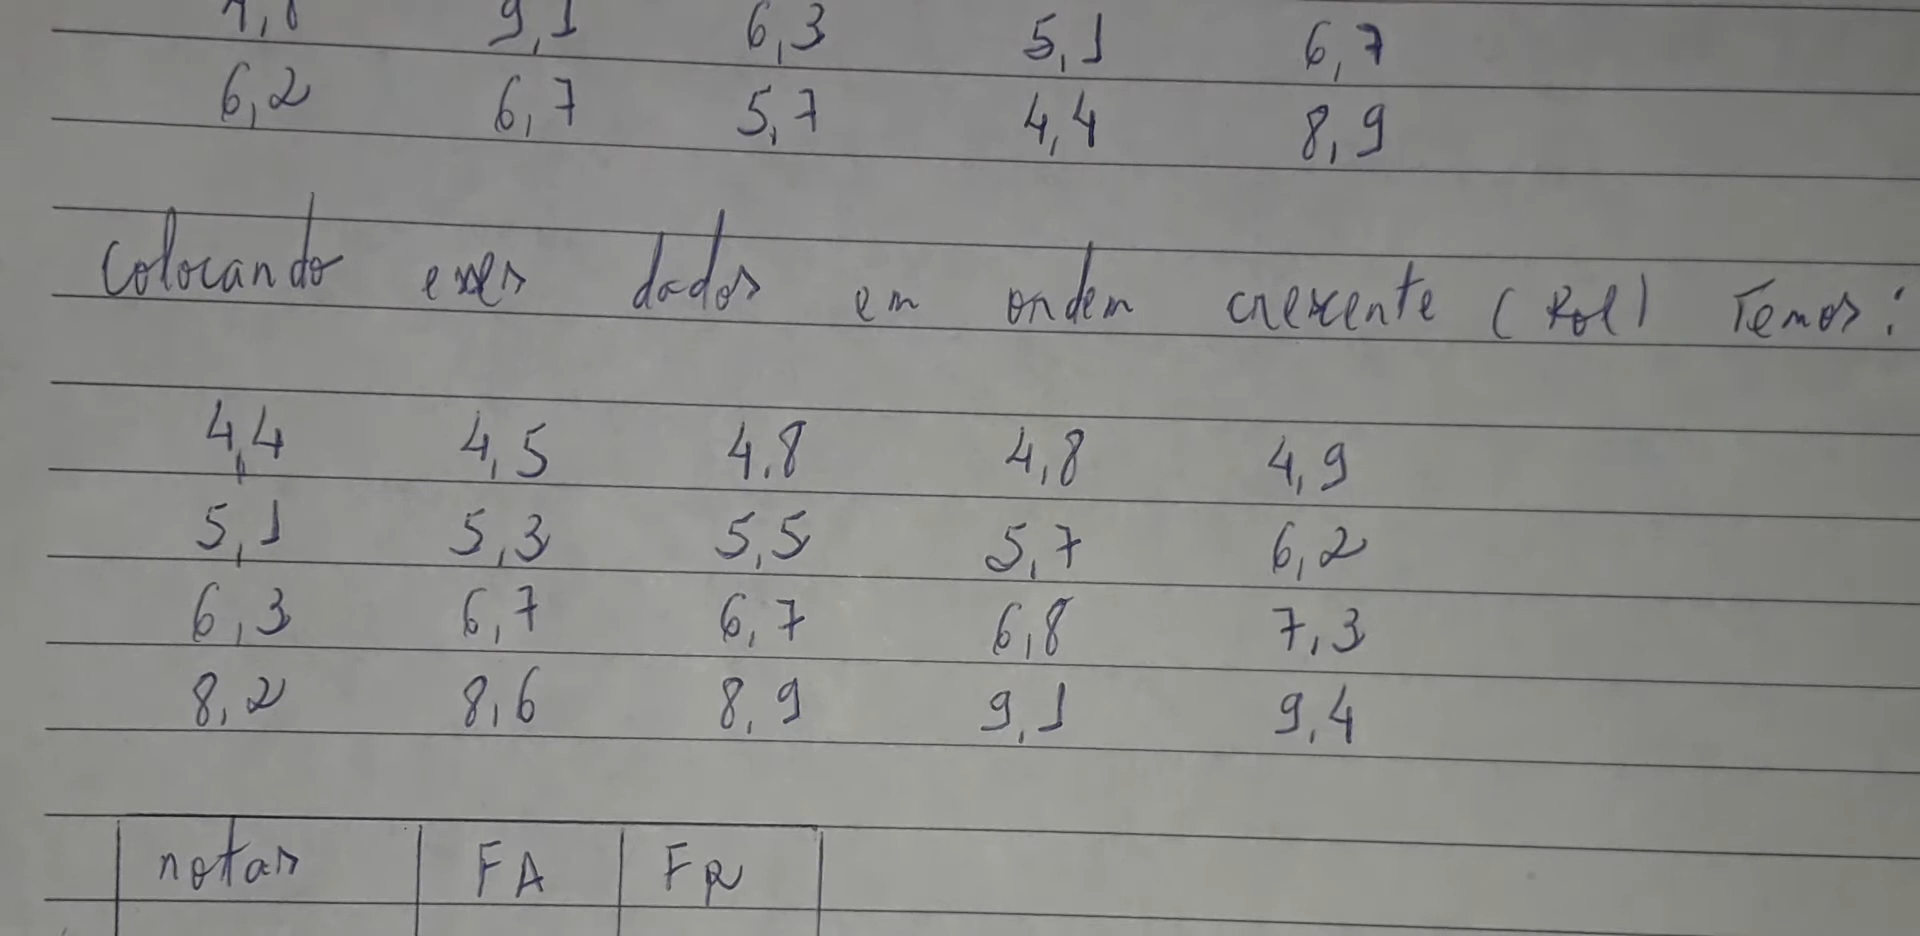 9,1 6,3 5,1 6,7
6,2 6,7 5,7 4,4 8,9
Colocando esses dados em ordem crescente (Rol) Temos:
4,4 4,5 4,8 4,8 4,9
5,1 5,3 5,5 5,7 6,2
6,3 6,7 6,7 6,8 7,3
8,2 8,6 8,9 9,1 9,4
notas FA FR